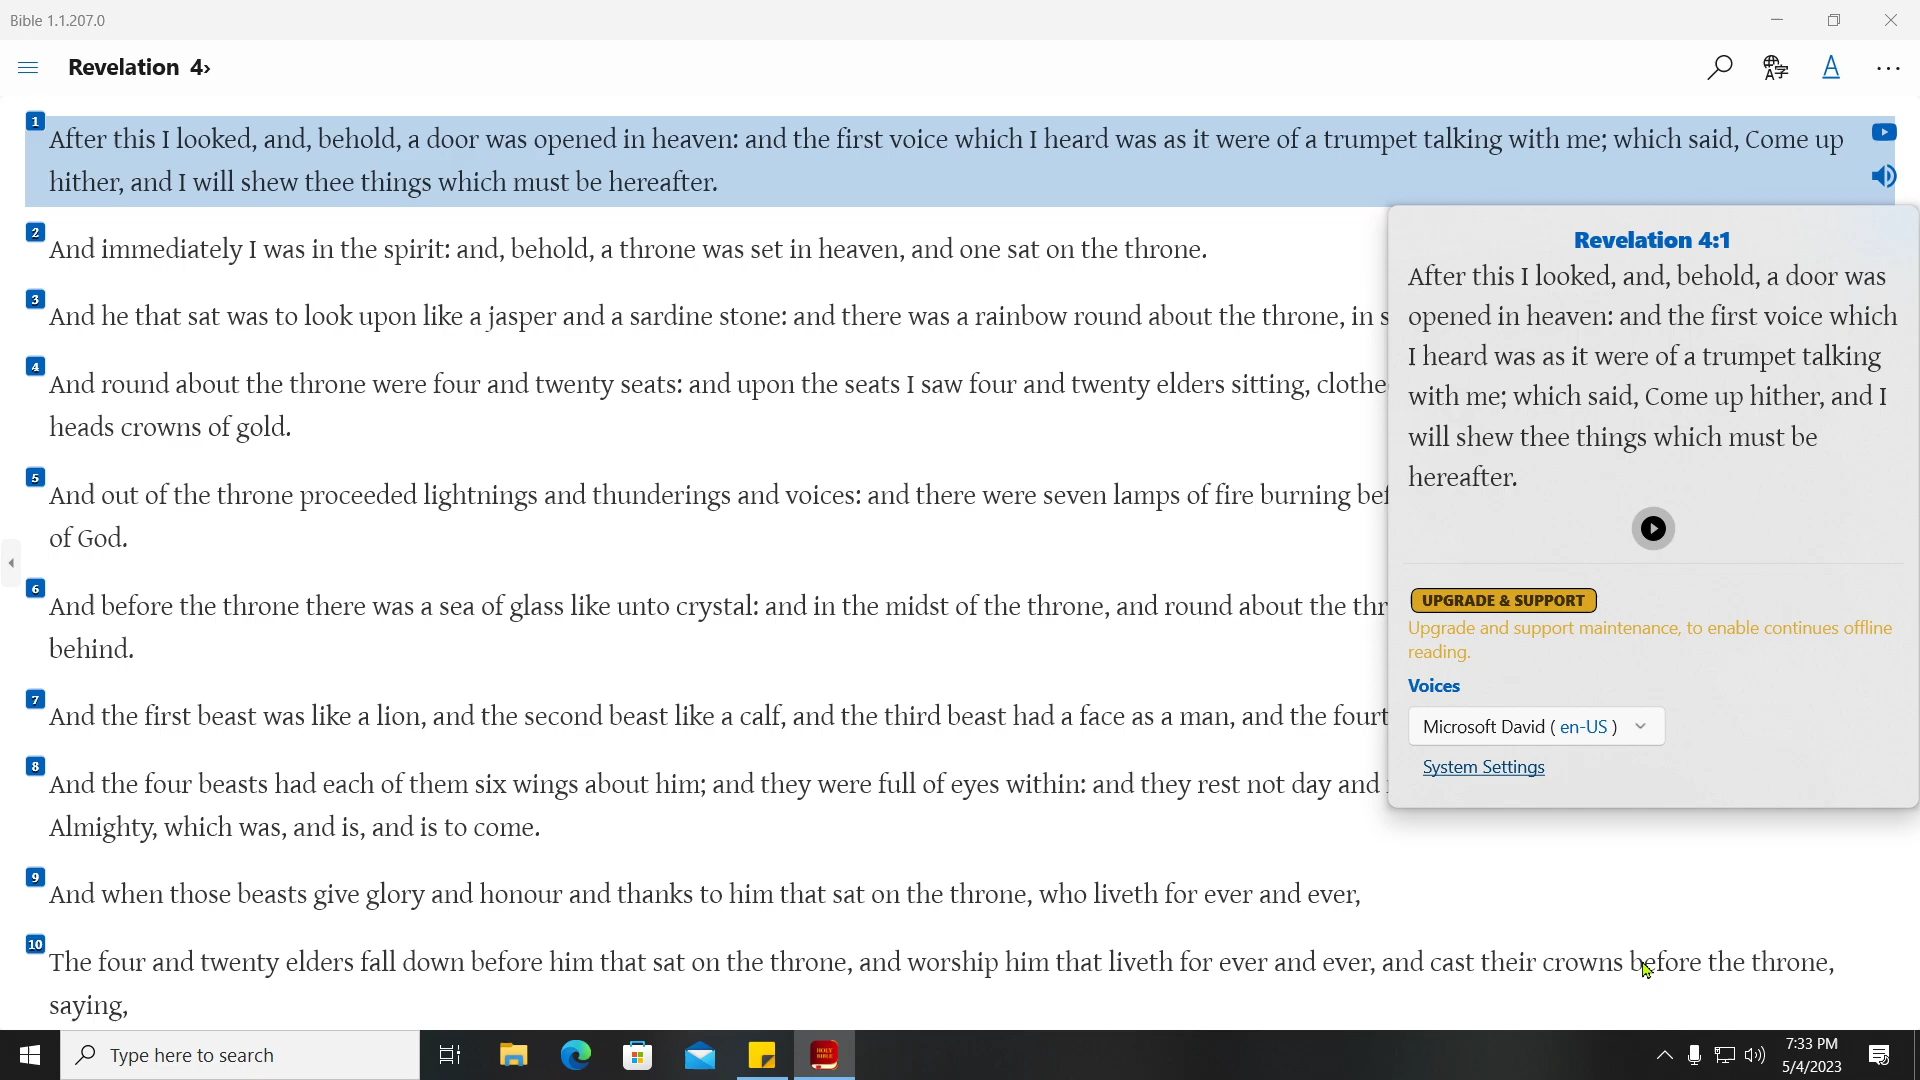 Bible 1.1.207.0
Revelation 4›
1 After this I looked, and, behold, a door was opened in heaven: and the first voice which I heard was as it were of a trumpet talking with me; which said, Come up
hither, and I will shew thee things which must be hereafter.
2 And immediately I was in the spirit: and, behold, a throne was set in heaven, and one sat on the throne.
3 And he that sat was to look upon like a jasper and a sardine stone: and there was a rainbow round about the throne, in s
4 And round about the throne were four and twenty seats: and upon the seats I saw four and twenty elders sitting, clothe
heads crowns of gold.
5 And out of the throne proceeded lightnings and thunderings and voices: and there were seven lamps of fire burning bef
of God.
6 And before the throne there was a sea of glass like unto crystal: and in the midst of the throne, and round about the thr
behind.
7 And the first beast was like a lion, and the second beast like a calf, and the third beast had a face as a man, and the fourt
8 And the four beasts had each of them six wings about him; and they were full of eyes within: and they rest not day and
Almighty, which was, and is, and is to come.
9 And when those beasts give glory and honour and thanks to him that sat on the throne, who liveth for ever and ever,
10 The four and twenty elders fall down before him that sat on the throne, and worship him that liveth for ever and ever, and cast their crowns before the throne,
saying,
Revelation 4:1
After this I looked, and, behold, a door was
opened in heaven: and the first voice which
I heard was as it were of a trumpet talking
with me; which said, Come up hither, and I
will shew thee things which must be
hereafter.
UPGRADE & SUPPORT
Upgrade and support maintenance, to enable continues offline
reading.
Voices
Microsoft David ( en-US )
System Settings
Type here to search
HOLY
BIBLE
7:33 PM
5/4/2023